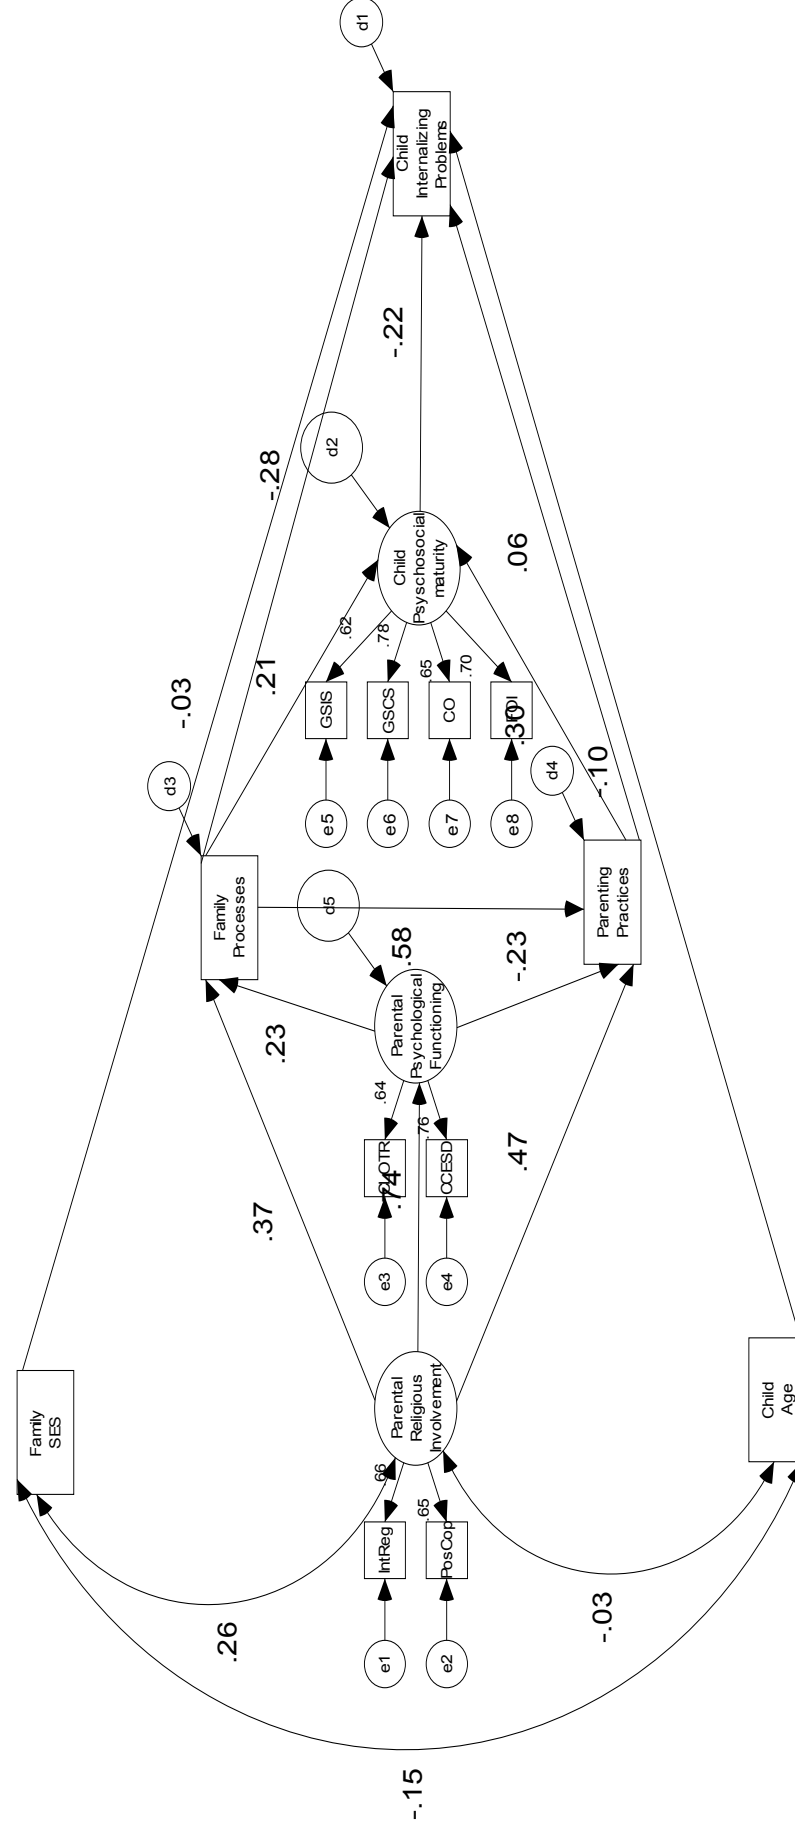 Family
SES
-.15
.26
-.03
Child
Age
e1
IntReg
e2
PosCop
.66
.65
Parental
Religious
Involvement
.37
.74
.47
e3
e4
CCESD
.64
.76
Parental
Psychological
Functioning
d5
.23
.58
-.23
Family
Processes
d3
Parenting
Practices
d4
e5
GSIS
e6
GSCS
e7
CO
e8
.62
.78
.65
.70
Child
Psyschosocial
maturity
d2
.21
.30
-.03
-.28
-.22
.06
-.10
Child
Internalizing
Problems
d1